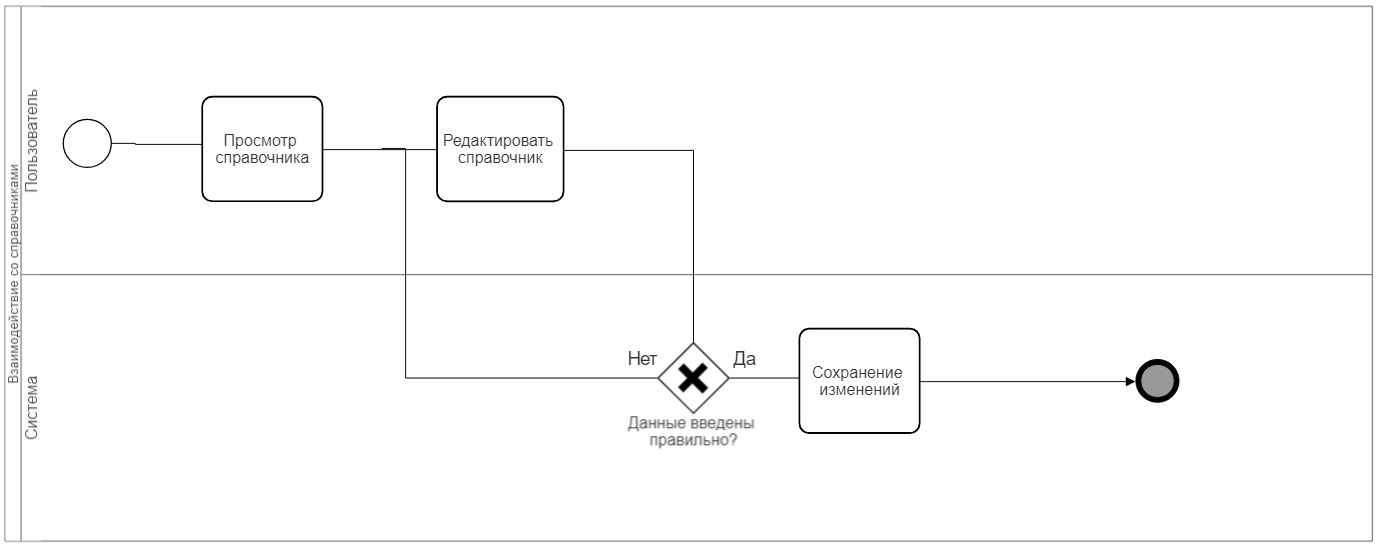 Взаимодействие со справочниками
Пользователь
Просмотр
справочника
Редактировать
справочник
Система
Нет
Да
Данные введены
правильно?
Сохранение
изменений